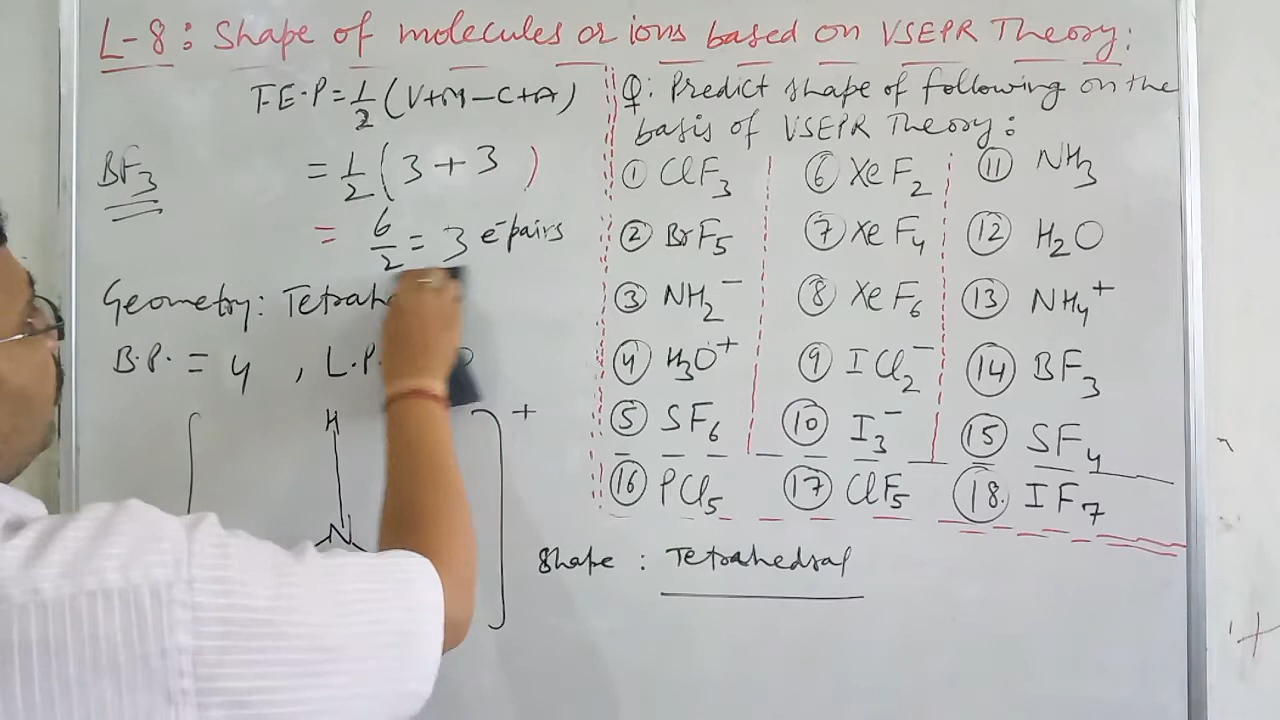 L-8: Shape of molecules or ions based on VSEPR Theory:
T.E.P = 1/2 (V+M-C+A)
BF₃ = 1/2 (3+3)
= 6/2 = 3 e⁻pairs
Geometry: Tetrah
B.P. = 4 , L.P.
H
N
+
Shape : Tetrahedral
Q: Predict shape of following on the
basis of VSEPR Theory:
① ClF₃ ⑥ XeF₂ ⑪ NH₃
② BrF₅ ⑦ XeF₄ ⑫ H₂O
③ NH₂⁻ ⑧ XeF₆ ⑬ NH₄⁺
④ H₃O⁺ ⑨ ICl₂⁻ ⑭ BF₃
⑤ SF₆ ⑩ I₃⁻ ⑮ SF₄
⑯ PCl₅ ⑰ ClF₅ ⑱ IF₇